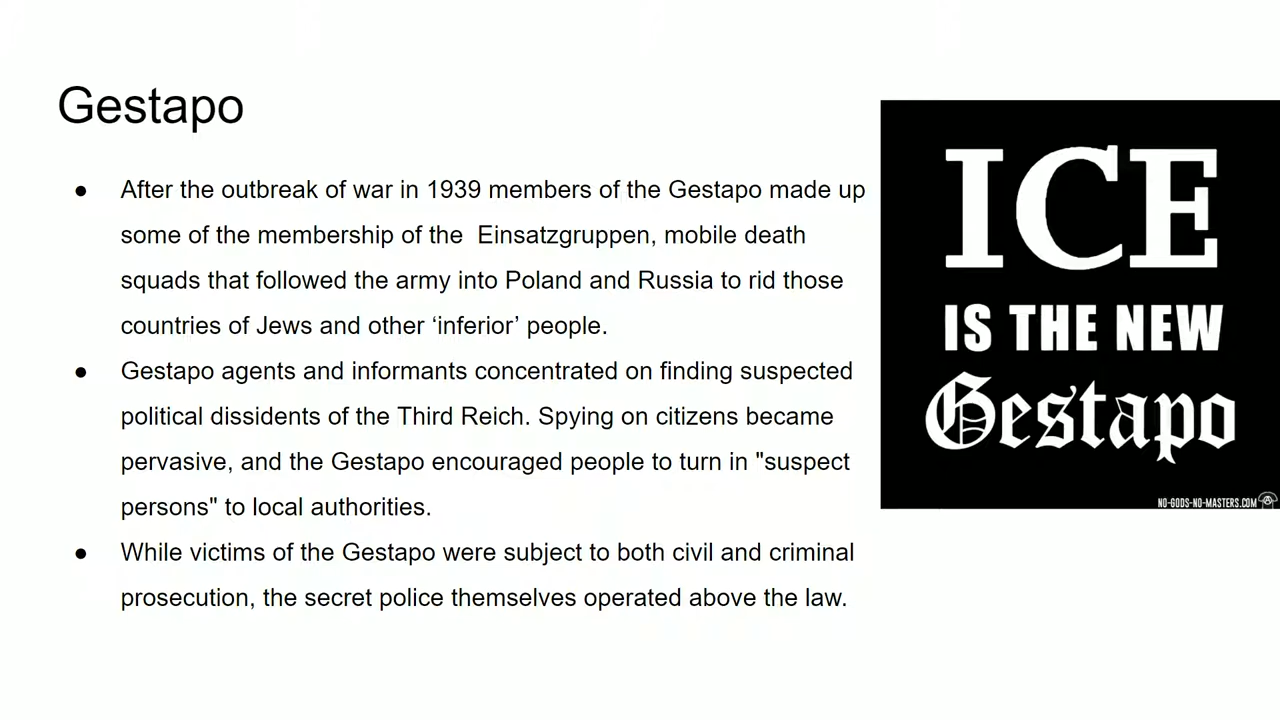 Gestapo
● After the outbreak of war in 1939 members of the Gestapo made up
some of the membership of the  Einsatzgruppen, mobile death
squads that followed the army into Poland and Russia to rid those
countries of Jews and other ‘inferior’ people.
● Gestapo agents and informants concentrated on finding suspected
political dissidents of the Third Reich. Spying on citizens became
pervasive, and the Gestapo encouraged people to turn in "suspect
persons" to local authorities.
● While victims of the Gestapo were subject to both civil and criminal
prosecution, the secret police themselves operated above the law.
ICE
IS THE NEW
Gestapo
NO-GODS-NO-MASTERS.COM